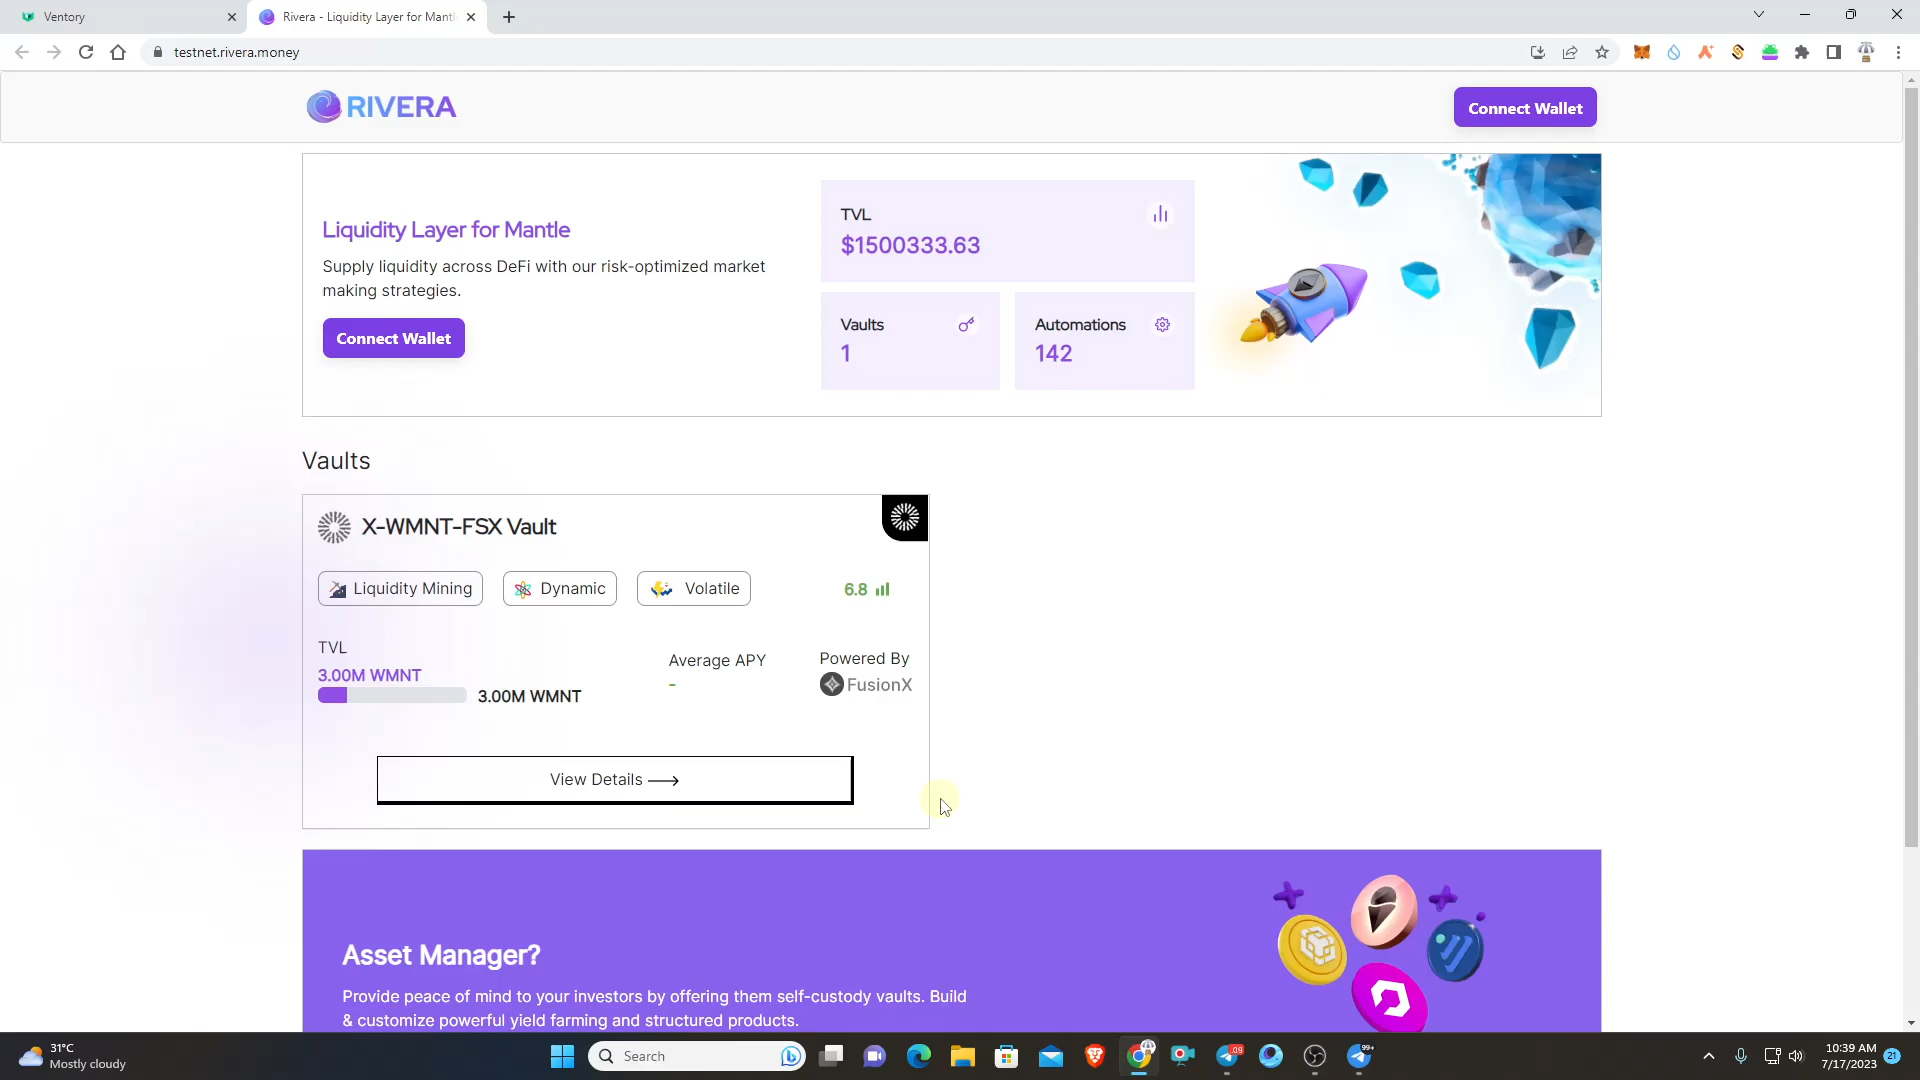 Ventory
Rivera - Liquidity Layer for Mantl
testnet.rivera.money
RIVERA
Connect Wallet
Liquidity Layer for Mantle
Supply liquidity across DeFi with our risk-optimized market
making strategies.
Connect Wallet
TVL
$1500333.63
Vaults
1
Automations
142
Vaults
X-WMNT-FSX Vault
Liquidity Mining
Dynamic
Volatile
6.8
TVL
3.00M WMNT
3.00M WMNT
Average APY
-
Powered By
FusionX
View Details
Asset Manager?
Provide peace of mind to your investors by offering them self-custody vaults. Build
& customize powerful yield farming and structured products.
31°C
Mostly cloudy
Search
99+
10:39 AM
7/17/2023
21